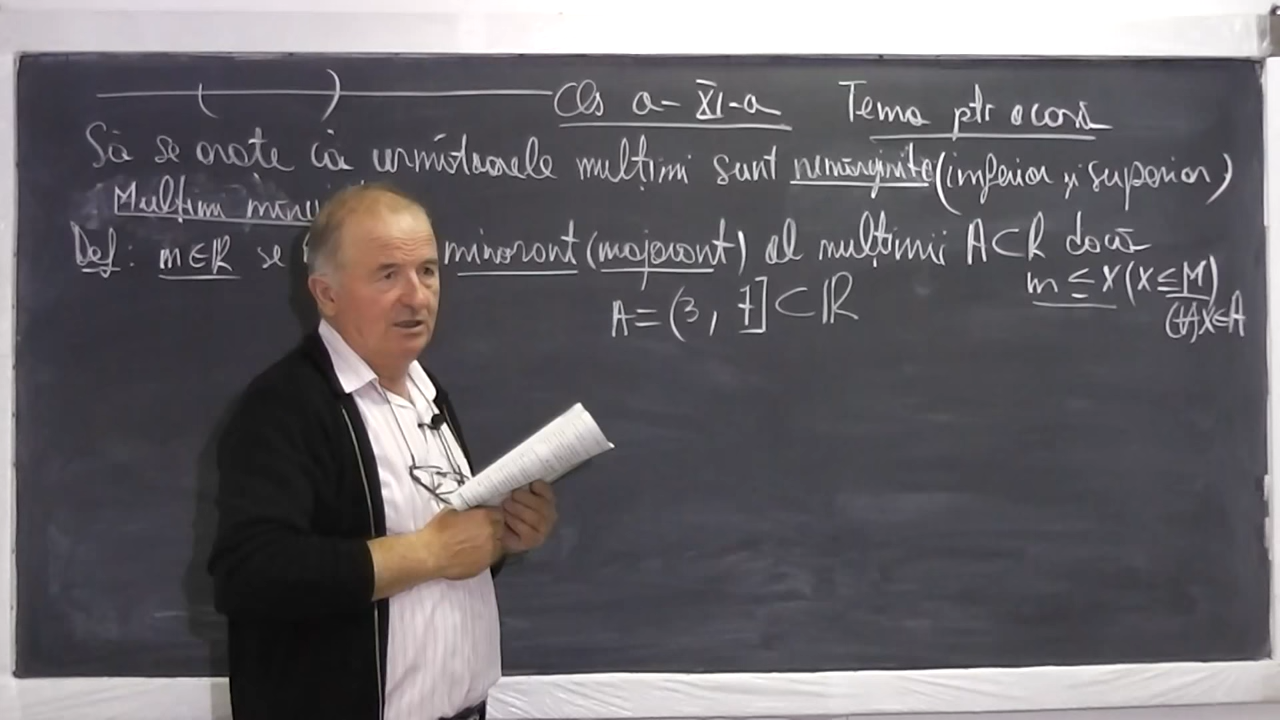 Cls a-XI-a Tema ptr acasă
Să se arate că următoarele mulțimi sunt nemărginite (inferior și superior)
Mulțimi
Def: m∈ℝ se minorant (majorant) al mulțimii A⊂ℝ dacă
m ≤ x (x ≤ M)
A = (3, 7] ⊂ ℝ
(∀)x∈A